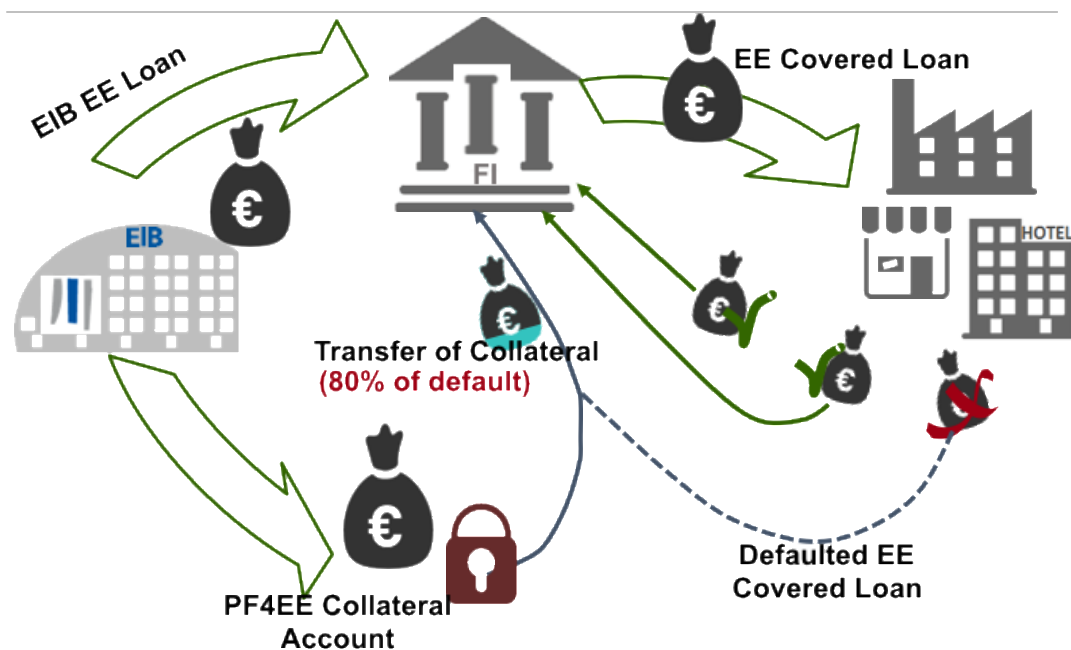 EIB EE Loan
EE Covered Loan
€
€
FI
EIB
€
HOTEL
€
€
€
€
Transfer of Collateral
(80% of default)
€
Defaulted EE
Covered Loan
PF4EE Collateral
Account